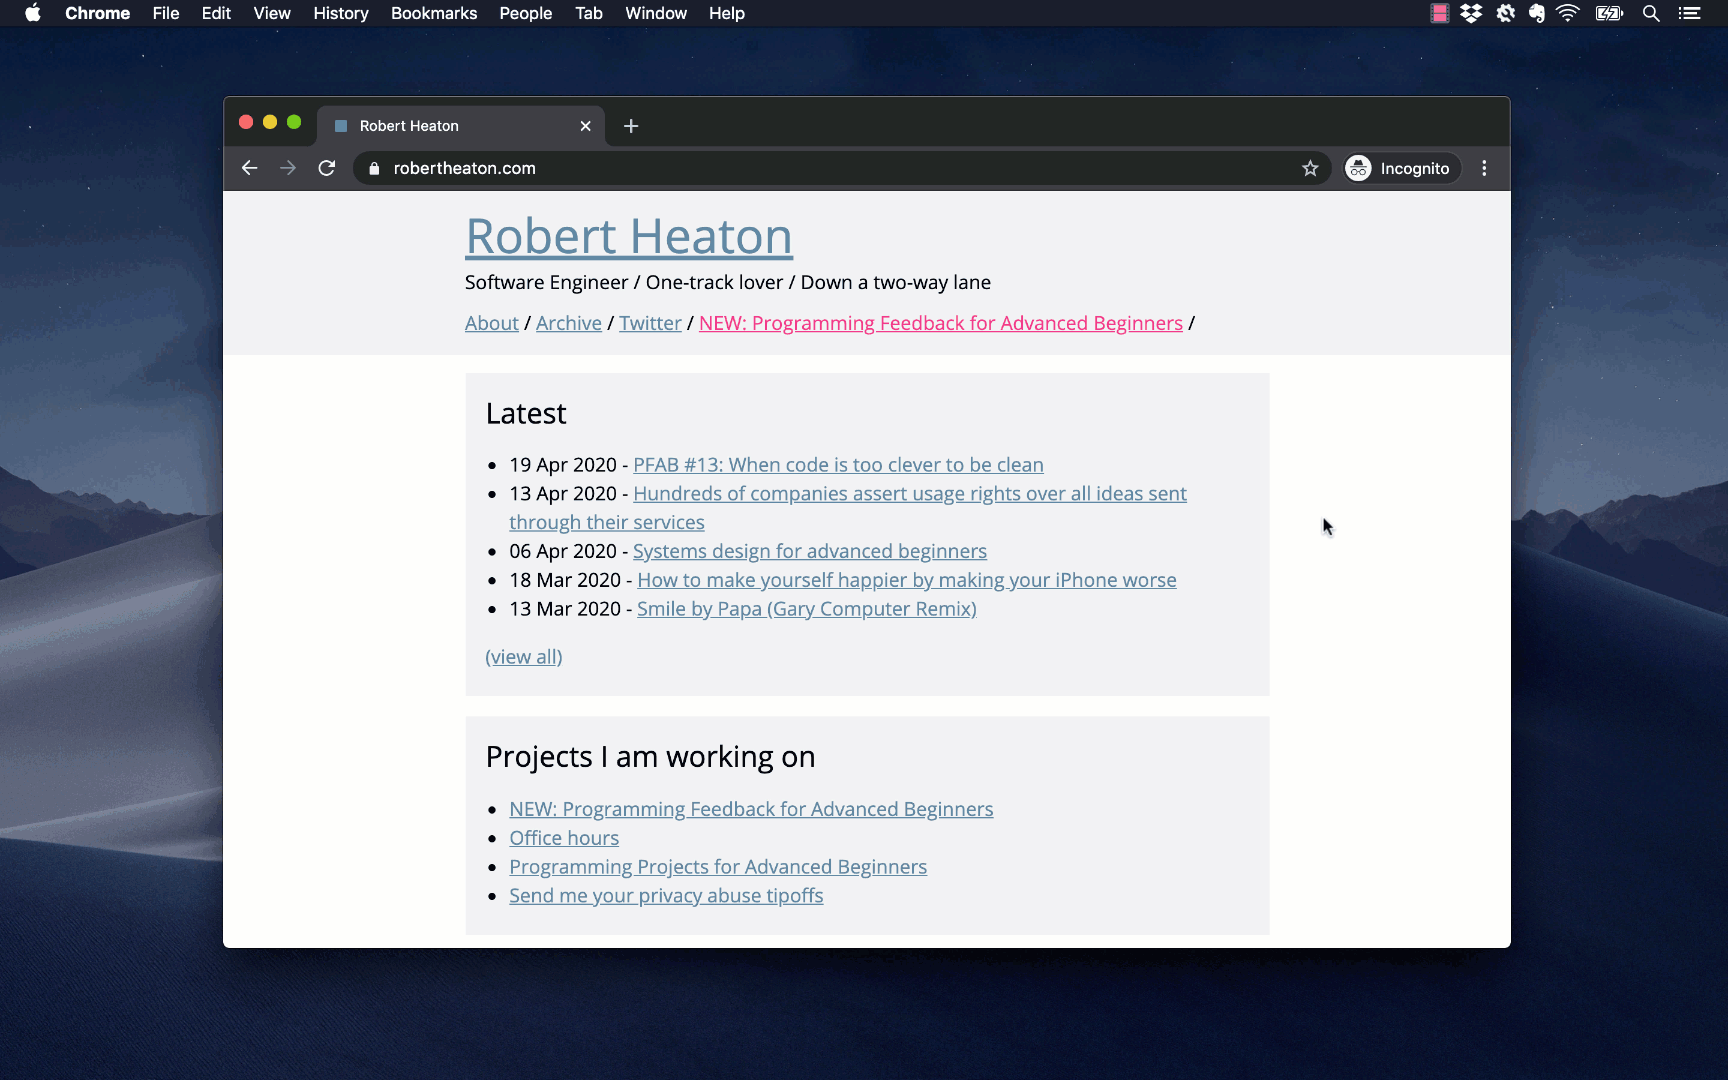 Chrome File Edit View History Bookmarks People Tab Window Help
Robert Heaton
robertheaton.com
Incognito
Robert Heaton
Software Engineer / One-track lover / Down a two-way lane
About / Archive / Twitter / NEW: Programming Feedback for Advanced Beginners /
Latest
19 Apr 2020 - PFAB #13: When code is too clever to be clean
13 Apr 2020 - Hundreds of companies assert usage rights over all ideas sent
through their services
06 Apr 2020 - Systems design for advanced beginners
18 Mar 2020 - How to make yourself happier by making your iPhone worse
13 Mar 2020 - Smile by Papa (Gary Computer Remix)
(view all)
Projects I am working on
NEW: Programming Feedback for Advanced Beginners
Office hours
Programming Projects for Advanced Beginners
Send me your privacy abuse tipoffs